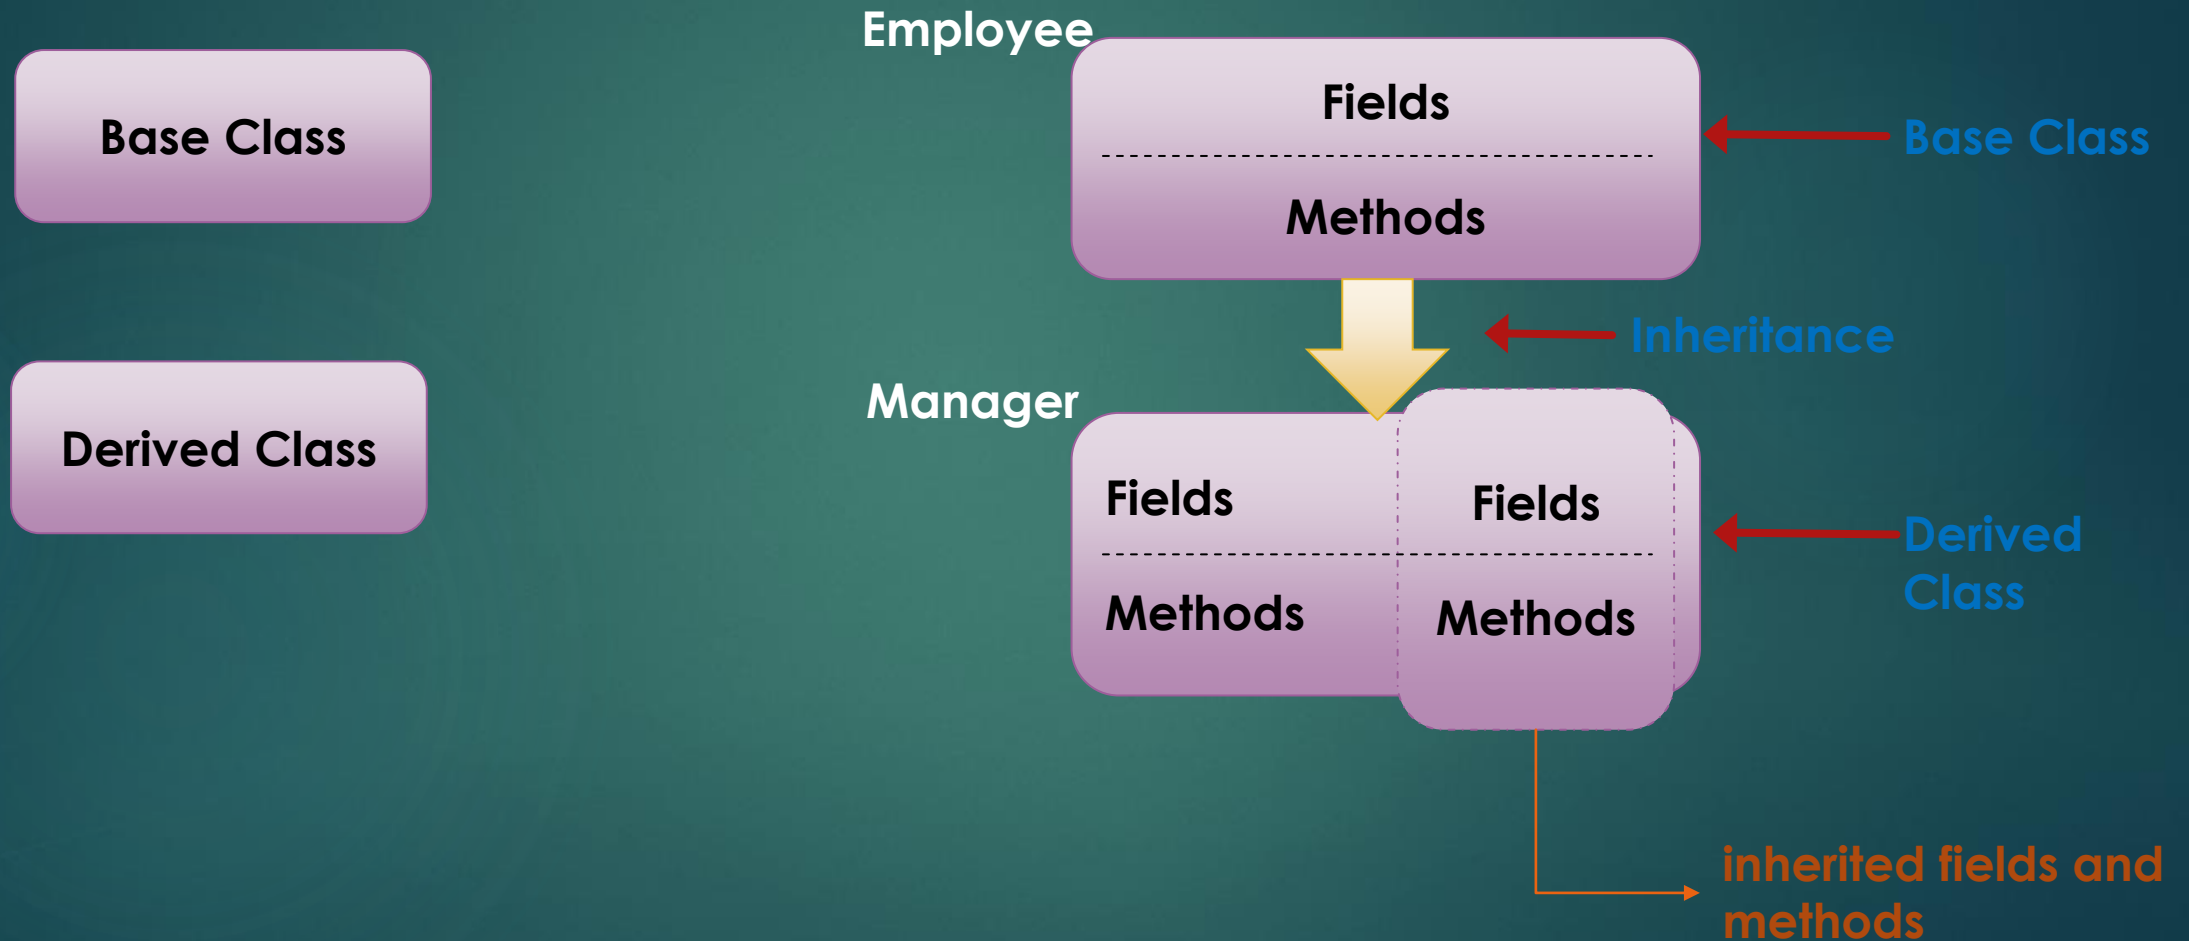 Base Class
Derived Class
Employee
Fields
Methods
Base Class
Inheritance
Manager
Fields
Fields
Methods
Methods
Derived
Class
inherited fields and
methods